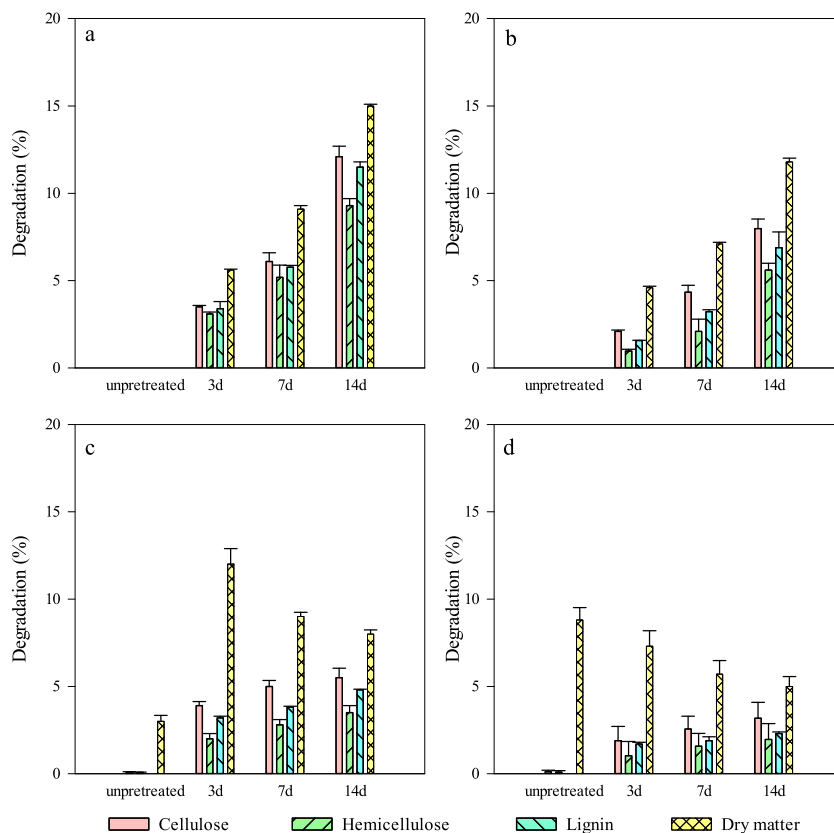 a
20
15
10
5
0
Degradation (%)
unpretreated 3d 7d 14d
b
20
15
10
5
0
Degradation (%)
unpretreated 3d 7d 14d
c
20
15
10
5
0
Degradation (%)
unpretreated 3d 7d 14d
d
20
15
10
5
0
Degradation (%)
unpretreated 3d 7d 14d
Cellulose Hemicellulose Lignin Dry matter